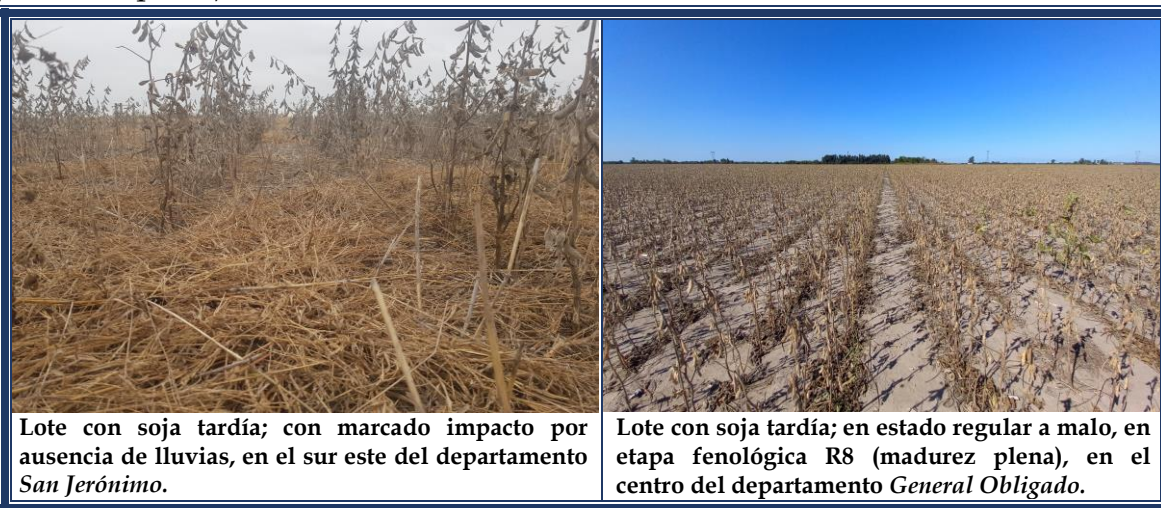 Lote con soja tardía; con marcado impacto por
ausencia de lluvias, en el sur este del departamento
San Jerónimo.
Lote con soja tardía; en estado regular a malo, en
etapa fenológica R8 (madurez plena), en el
centro del departamento General Obligado.